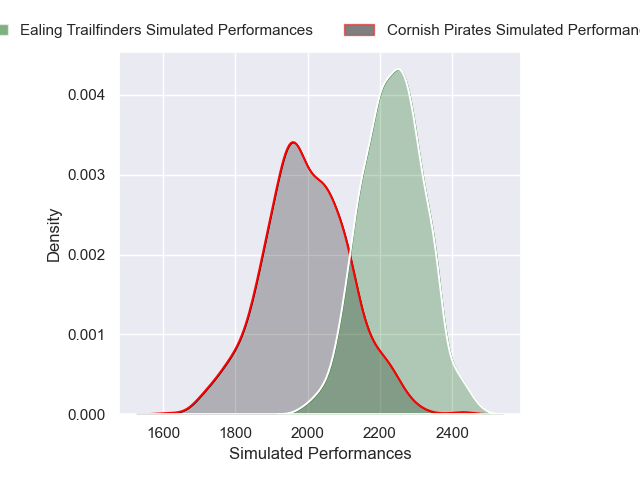 Ealing Trailfinders Simulated Performances Cornish Pirates Simulated
0.004
0.003
0.002
0.001
0.000
Density
1600 1800 2000 2200 2400
Simulated Performances